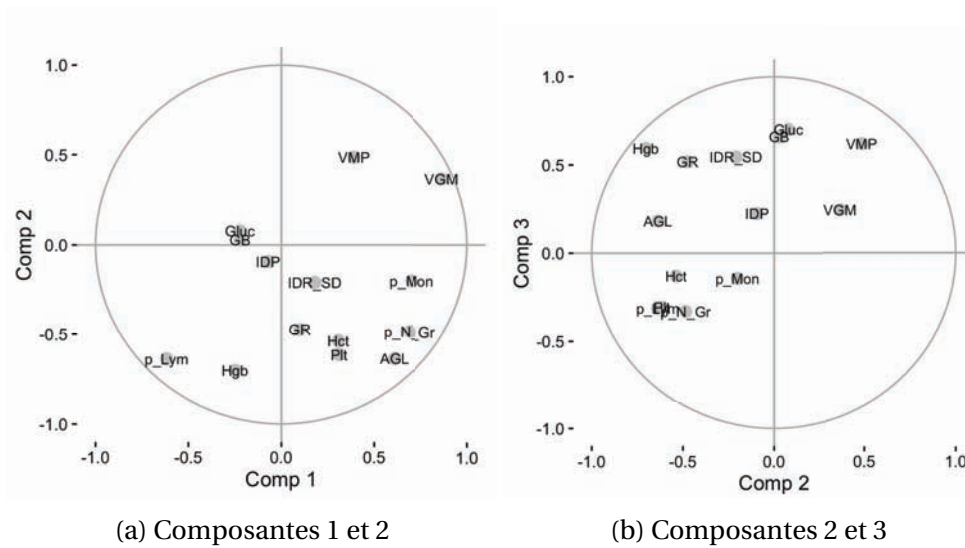 1.0
0.5
0.0
-0.5
-1.0
Comp 2
VMP
VGM
Gluc
GB
IDP
IDR_SD
p_Mon
GR
p_N_Gr
Hct
Plt
AGL
p_Lym
Hgb
-1.0 -0.5 0.0 0.5 1.0
Comp 1
(a) Composantes 1 et 2
1.0
0.5
0.0
-0.5
-1.0
Comp 3
Gluc
GB
VMP
Hgb
IDR_SD
GR
IDP
VGM
AGL
Hct
p_Mon
p_Lym
Plt
p_N_Gr
-1.0 -0.5 0.0 0.5 1.0
Comp 2
(b) Composantes 2 et 3